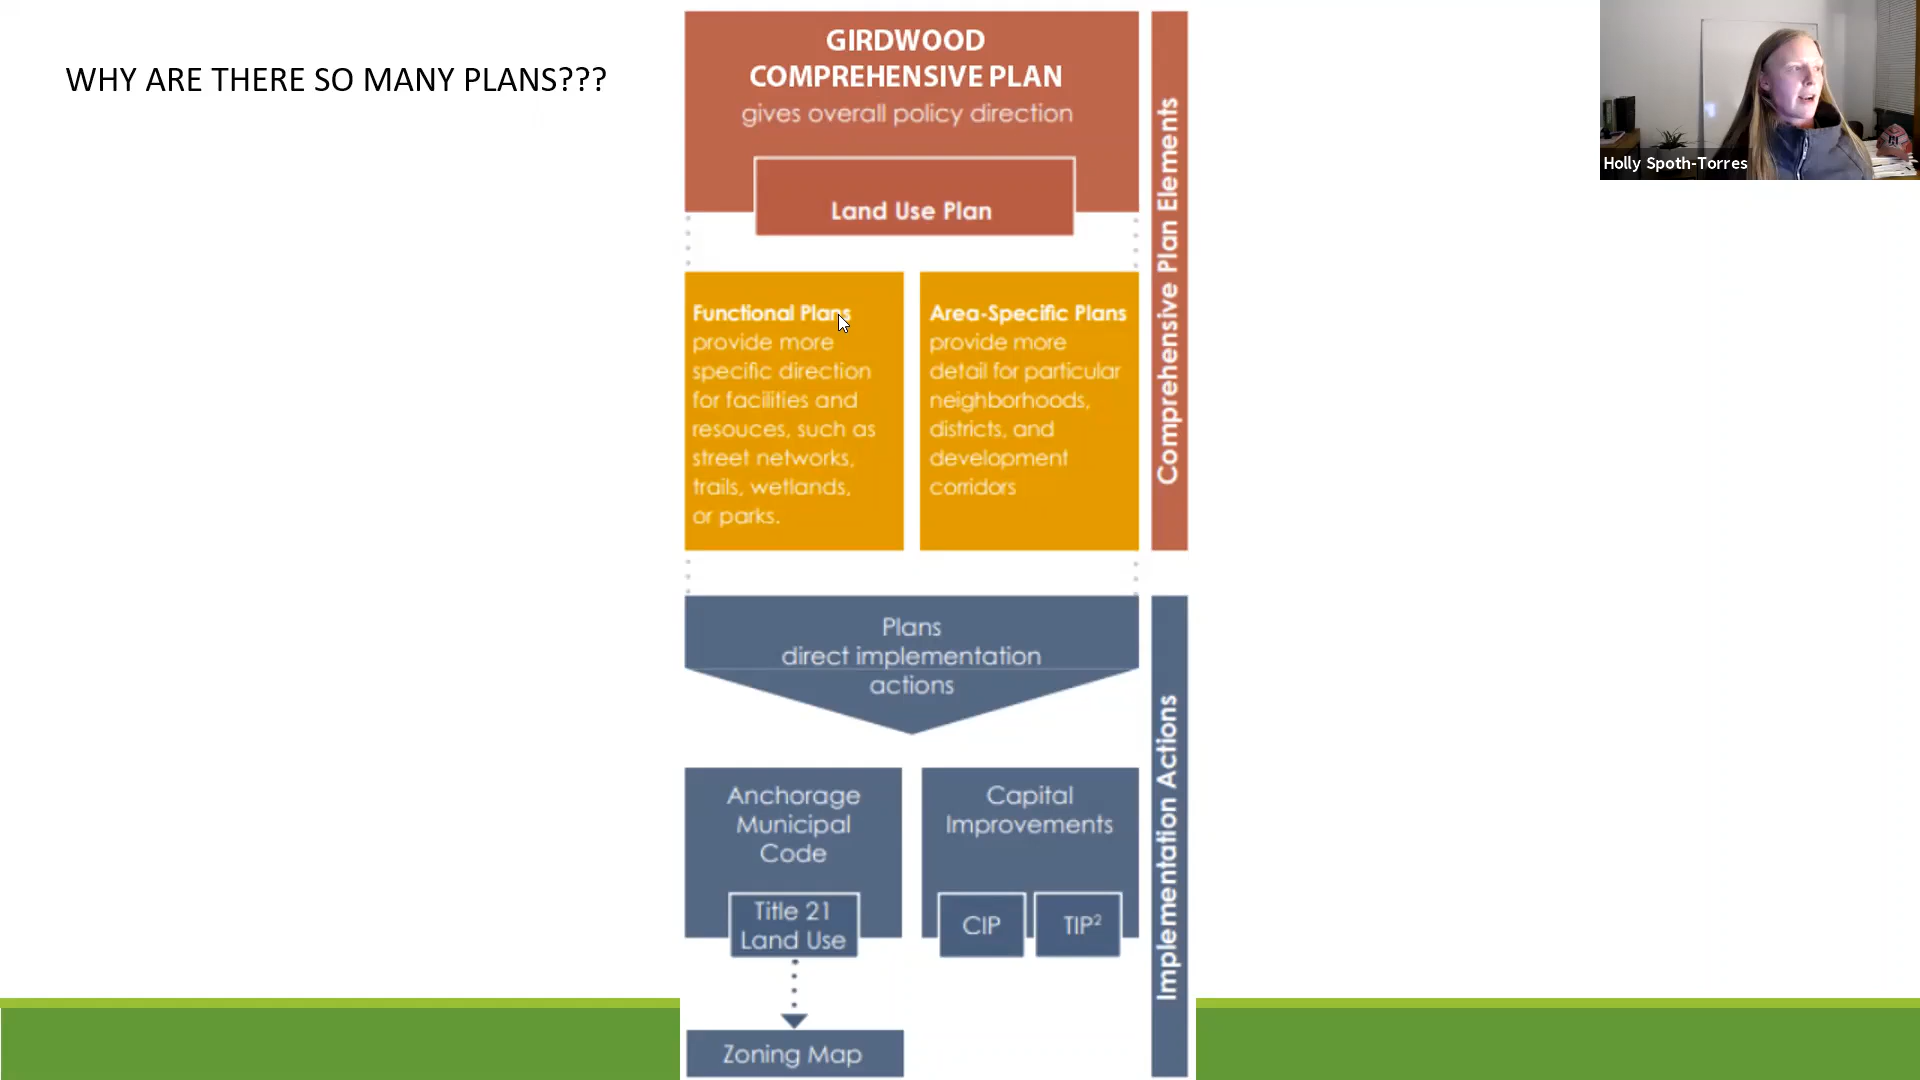 WHY ARE THERE SO MANY PLANS???
GIRDWOOD
COMPREHENSIVE PLAN
gives overall policy direction
Land Use Plan
Functional Plans
provide more
specific direction
for facilities and
resouces, such as
street networks,
trails, wetlands,
or parks.
Area-Specific Plans
provide more
detail for particular
neighborhoods,
districts, and
development
corridors
Comprehensive Plan Elements
Plans
direct implementation
actions
Anchorage
Municipal
Code
Title 21
Land Use
Zoning Map
Capital
Improvements
CIP
TIP²
Implementation Actions
Holly Spoth-Torres